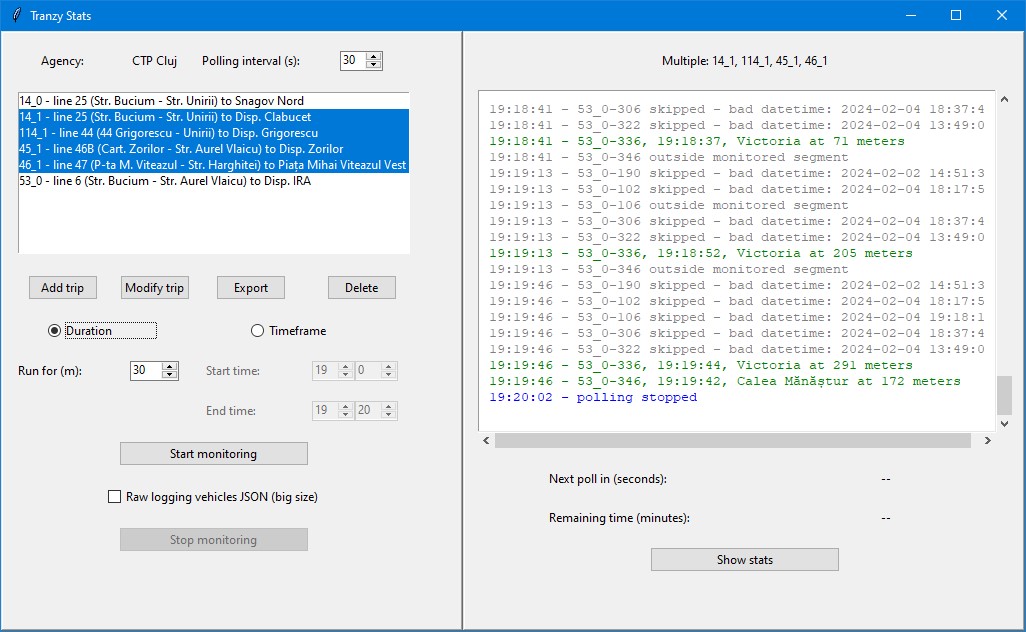 Tranzy Stats
Agency: CTP Cluj Polling interval (s): 30
14_0 - line 25 (Str. Bucium - Str. Unirii) to Snagov Nord
14_1 - line 25 (Str. Bucium - Str. Unirii) to Disp. Clabucet
114_1 - line 44 (44 Grigorescu - Unirii) to Disp. Grigorescu
45_1 - line 46B (Cart. Zorilor - Str. Aurel Vlaicu) to Disp. Zorilor
46_1 - line 47 (P-ta M. Viteazul - Str. Harghitei) to Piața Mihai Viteazul Vest
53_0 - line 6 (Str. Bucium - Str. Aurel Vlaicu) to Disp. IRA
Add trip Modify trip Export Delete
Duration Timeframe
Run for (m): 30 Start time: 19 0
End time: 19 20
Start monitoring
Raw logging vehicles JSON (big size)
Stop monitoring
Multiple: 14_1, 114_1, 45_1, 46_1
19:18:41 - 53_0-306 skipped - bad datetime: 2024-02-04 18:37:4
19:18:41 - 53_0-322 skipped - bad datetime: 2024-02-04 13:49:0
19:18:41 - 53_0-336, 19:18:37, Victoria at 71 meters
19:18:41 - 53_0-346 outside monitored segment
19:19:13 - 53_0-190 skipped - bad datetime: 2024-02-02 14:51:3
19:19:13 - 53_0-102 skipped - bad datetime: 2024-02-04 18:17:5
19:19:13 - 53_0-106 outside monitored segment
19:19:13 - 53_0-306 skipped - bad datetime: 2024-02-04 18:37:4
19:19:13 - 53_0-322 skipped - bad datetime: 2024-02-04 13:49:0
19:19:13 - 53_0-336, 19:18:52, Victoria at 205 meters
19:19:13 - 53_0-346 outside monitored segment
19:19:46 - 53_0-190 skipped - bad datetime: 2024-02-02 14:51:3
19:19:46 - 53_0-102 skipped - bad datetime: 2024-02-04 18:17:5
19:19:46 - 53_0-106 skipped - bad datetime: 2024-02-04 19:18:1
19:19:46 - 53_0-306 skipped - bad datetime: 2024-02-04 18:37:4
19:19:46 - 53_0-322 skipped - bad datetime: 2024-02-04 13:49:0
19:19:46 - 53_0-336, 19:19:44, Victoria at 291 meters
19:19:46 - 53_0-346, 19:19:42, Calea Mănăștur at 172 meters
19:20:02 - polling stopped
Next poll in (seconds): --
Remaining time (minutes): --
Show stats